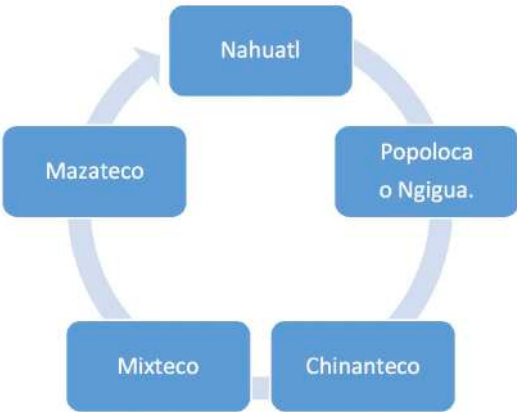 Nahuatl
Popoloca
o Ngigua.
Chinanteco
Mixteco
Mazateco